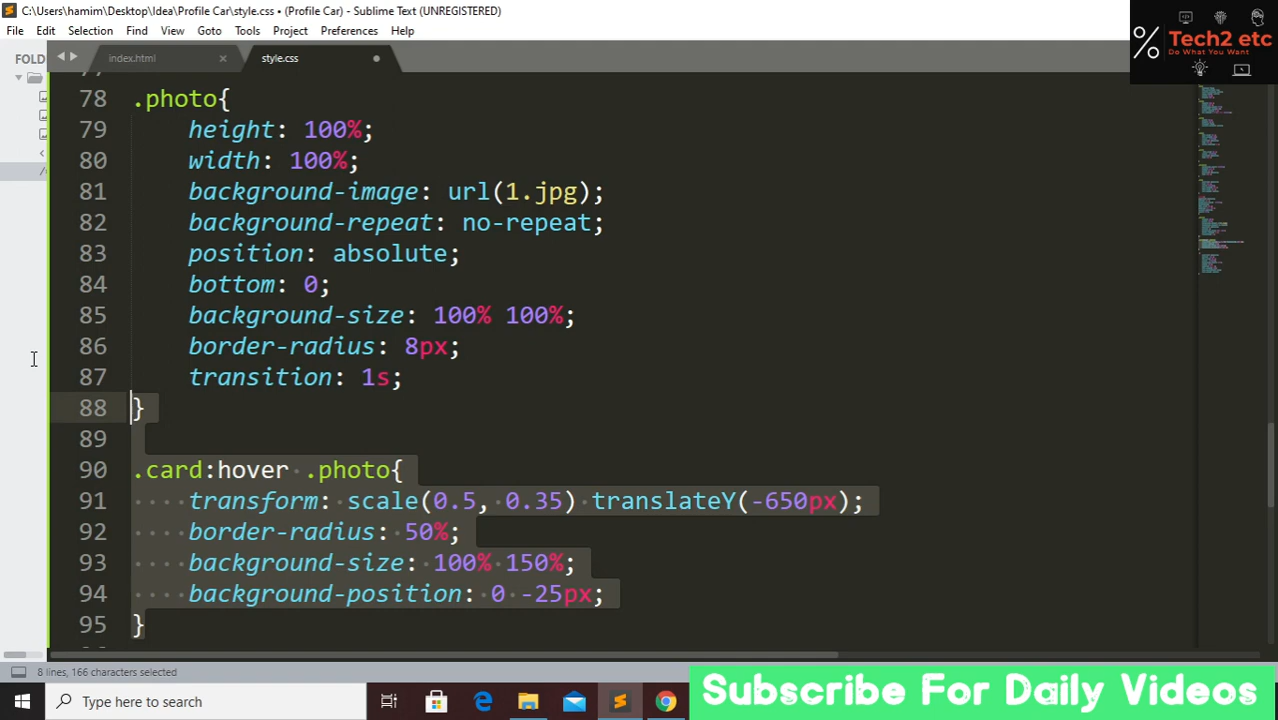 C:\Users\hamim\Desktop\Idea\Profile Car\style.css • (Profile Car) - Sublime Text (UNREGISTERED)
File Edit Selection Find View Goto Tools Project Preferences Help
Tech2 etc
Do What You Want
FOLD
index.html ×
style.css
78 .photo{
79 height: 100%;
80 width: 100%;
81 background-image: url(1.jpg);
82 background-repeat: no-repeat;
83 position: absolute;
84 bottom: 0;
85 background-size: 100% 100%;
86 border-radius: 8px;
87 transition: 1s;
88 }
89
90 .card:hover .photo{
91 transform: scale(0.5, 0.35) translateY(-650px);
92 border-radius: 50%;
93 background-size: 100% 150%;
94 background-position: 0 -25px;
95 }
8 lines, 166 characters selected
Type here to search
Subscribe For Daily Videos